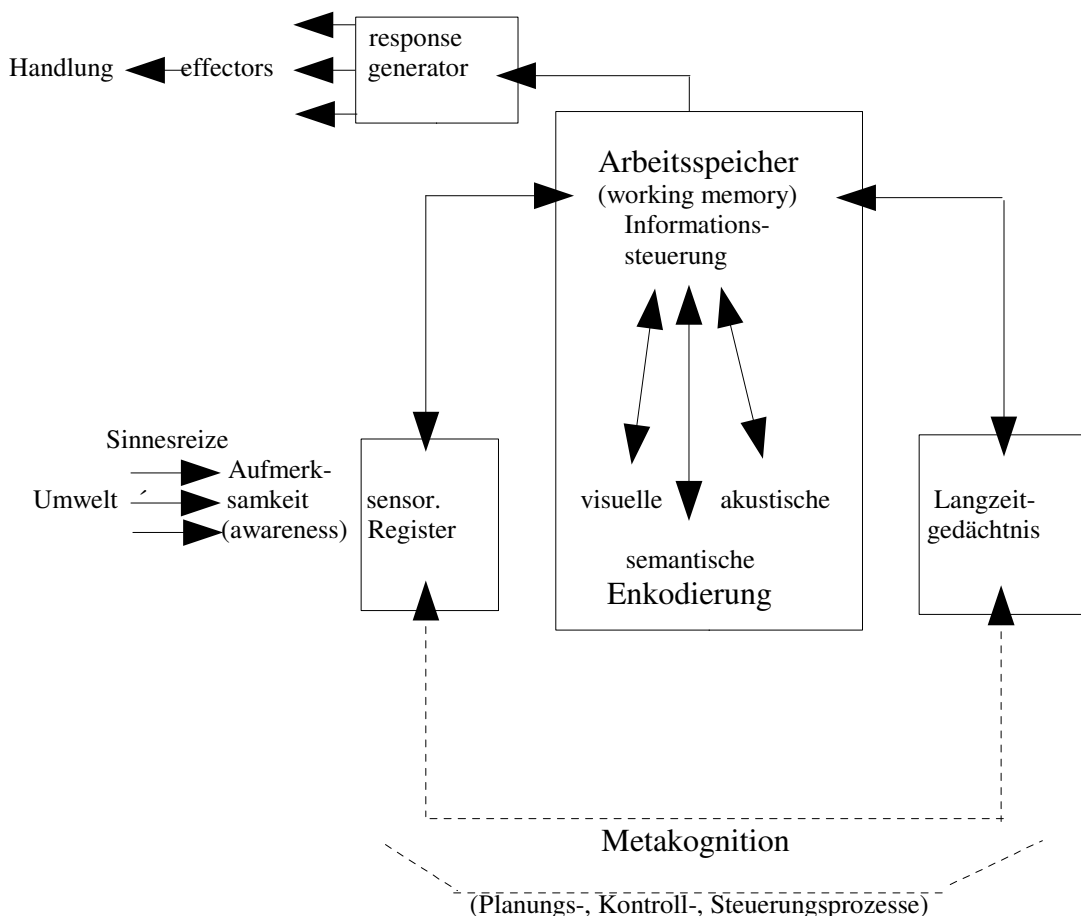 response
generator
Handlung
effectors
Arbeitsspeicher
(working memory)
Informations-
steuerung
Sinnesreize
Umwelt ´
Aufmerk-
samkeit
(awareness)
sensor.
Register
visuelle
akustische
semantische
Enkodierung
Langzeit-
gedächtnis
Metakognition
(Planungs-, Kontroll-, Steuerungsprozesse)